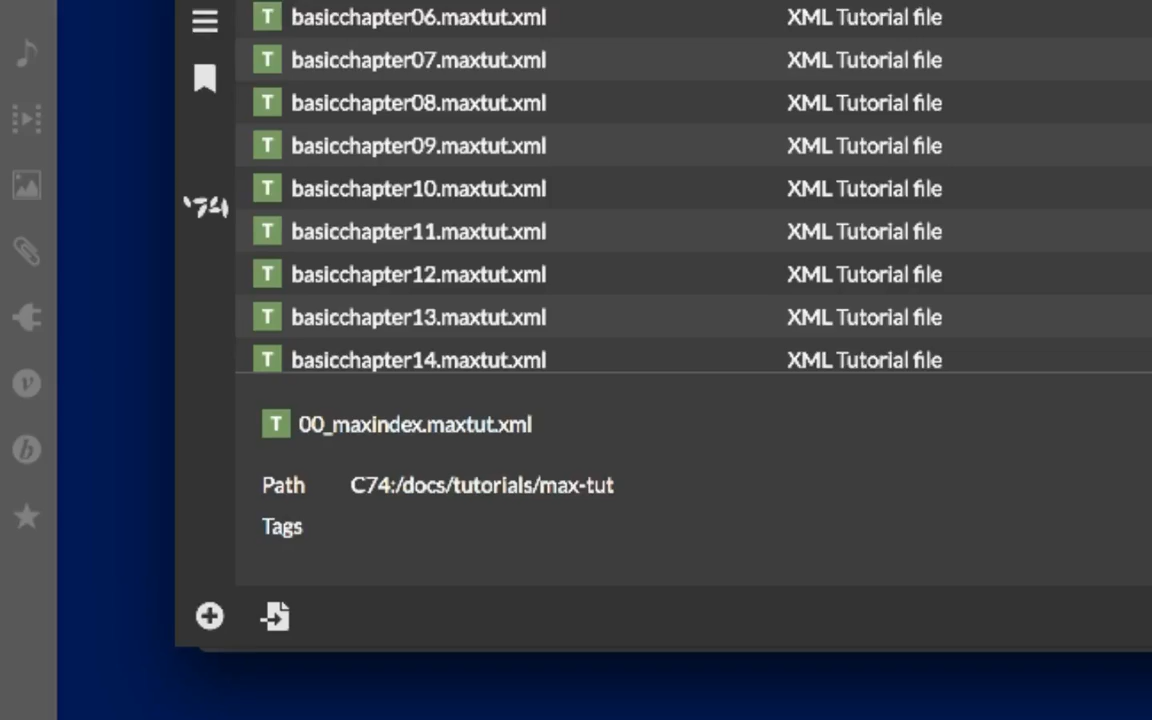 T basicchapter06.maxtut.xml XML Tutorial file
T basicchapter07.maxtut.xml XML Tutorial file
T basicchapter08.maxtut.xml XML Tutorial file
T basicchapter09.maxtut.xml XML Tutorial file
'74 T basicchapter10.maxtut.xml XML Tutorial file
T basicchapter11.maxtut.xml XML Tutorial file
T basicchapter12.maxtut.xml XML Tutorial file
T basicchapter13.maxtut.xml XML Tutorial file
T basicchapter14.maxtut.xml XML Tutorial file
T 00_maxindex.maxtut.xml
Path C74:/docs/tutorials/max-tut
Tags
v
b